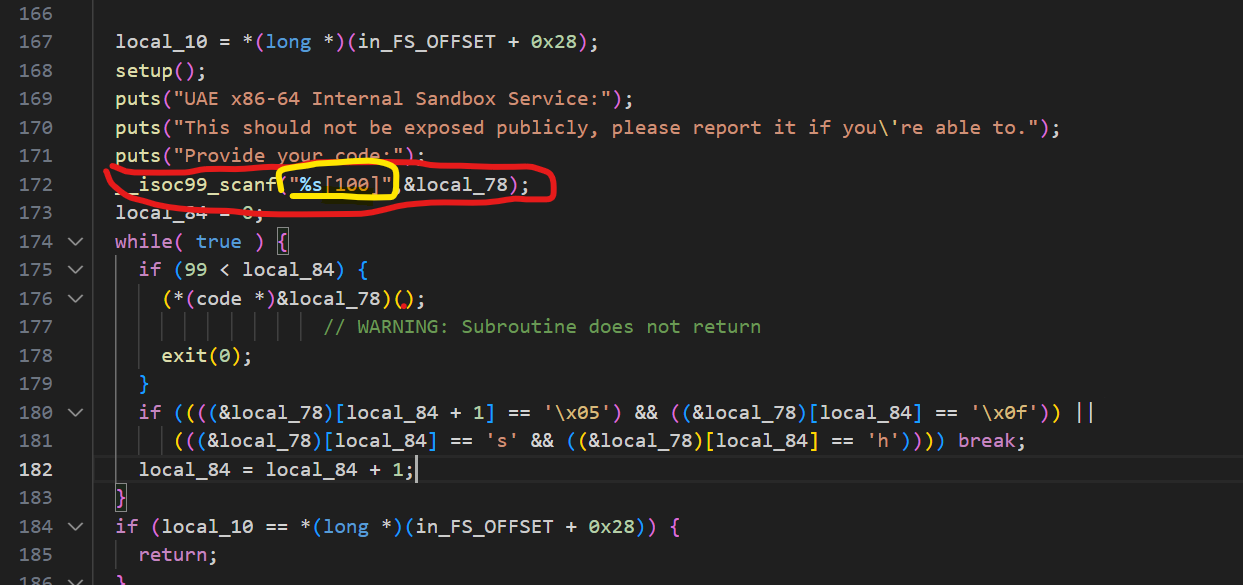 166
167 local_10 = *(long *)(in_FS_OFFSET + 0x28);
168 setup();
169 puts("UAE x86-64 Internal Sandbox Service:");
170 puts("This should not be exposed publicly, please report it if you\'re able to.");
171 puts("Provide your code:");
172 __isoc99_scanf("%s[100]",&local_78);
173 local_84 = 0;
174 while( true ) {
175 if (99 < local_84) {
176 (*(code *)&local_78)();
177 // WARNING: Subroutine does not return
178 exit(0);
179 }
180 if ((((&local_78)[local_84 + 1] == '\x05') && ((&local_78)[local_84] == '\x0f')) ||
181 (((&local_78)[local_84] == 's' && ((&local_78)[local_84] == 'h')))) break;
182 local_84 = local_84 + 1;
183 }
184 if (local_10 == *(long *)(in_FS_OFFSET + 0x28)) {
185 return;
186 }